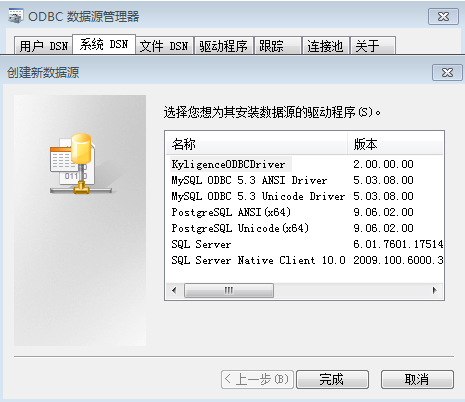 ODBC 数据源管理器
用户 DSN 系统 DSN 文件 DSN 驱动程序 跟踪 连接池 关于
创建新数据源
选择您想为其安装数据源的驱动程序(S)。
名称 版本
KyligenceODBCDriver 2.00.00.00
MySQL ODBC 5.3 ANSI Driver 5.03.08.00
MySQL ODBC 5.3 Unicode Driver 5.03.08.00
PostgreSQL ANSI(x64) 9.06.02.00
PostgreSQL Unicode(x64) 9.06.02.00
SQL Server 6.01.7601.17514
SQL Server Native Client 10.0 2009.100.6000.3
01110
< 上一步(B) 完成 取消